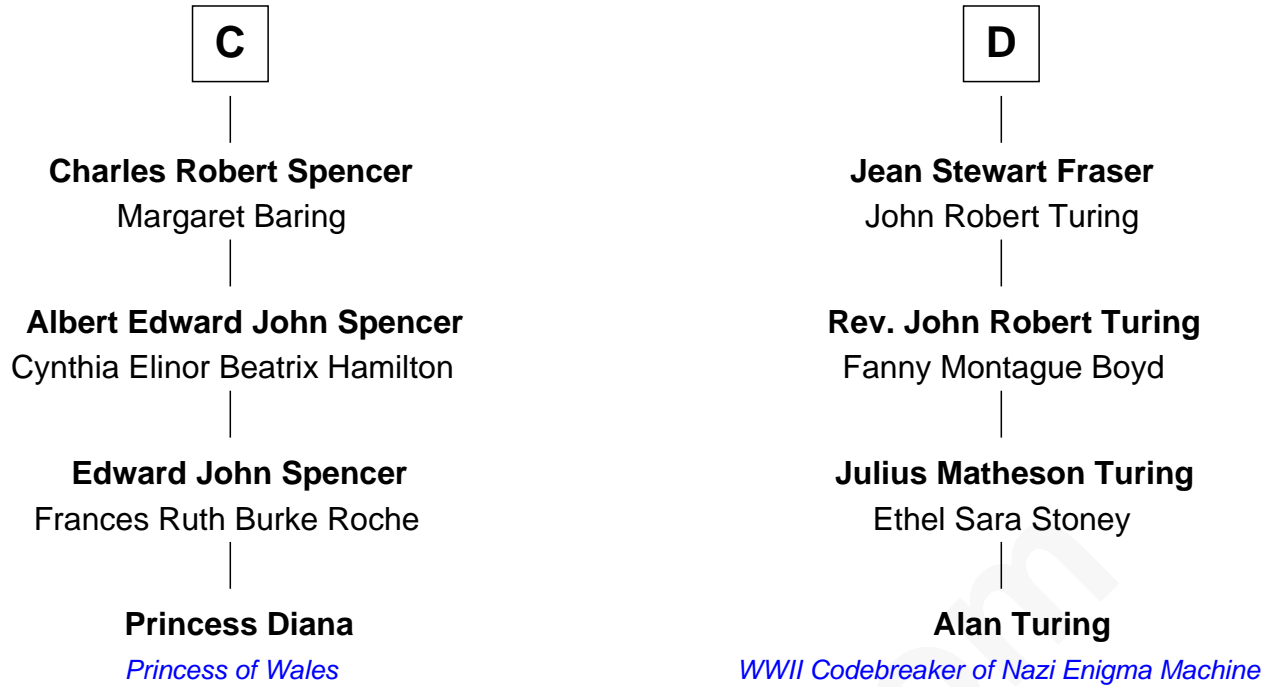 C
Charles Robert Spencer
Margaret Baring
Albert Edward John Spencer
Cynthia Elinor Beatrix Hamilton
Edward John Spencer
Frances Ruth Burke Roche
Princess Diana
Princess of Wales
D
Jean Stewart Fraser
John Robert Turing
Rev. John Robert Turing
Fanny Montague Boyd
Julius Matheson Turing
Ethel Sara Stoney
Alan Turing
WWII Codebreaker of Nazi Enigma Machine